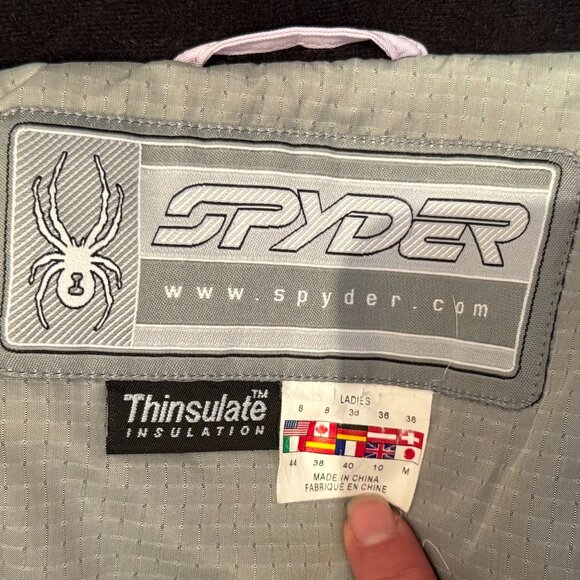 SPYDER
www.spyder.com
Thinsulate™
INSULATION
LADIES
8 8 38 36 38
44 38 40 10 M
MADE IN CHINA
FABRIQUÉ EN CHINE